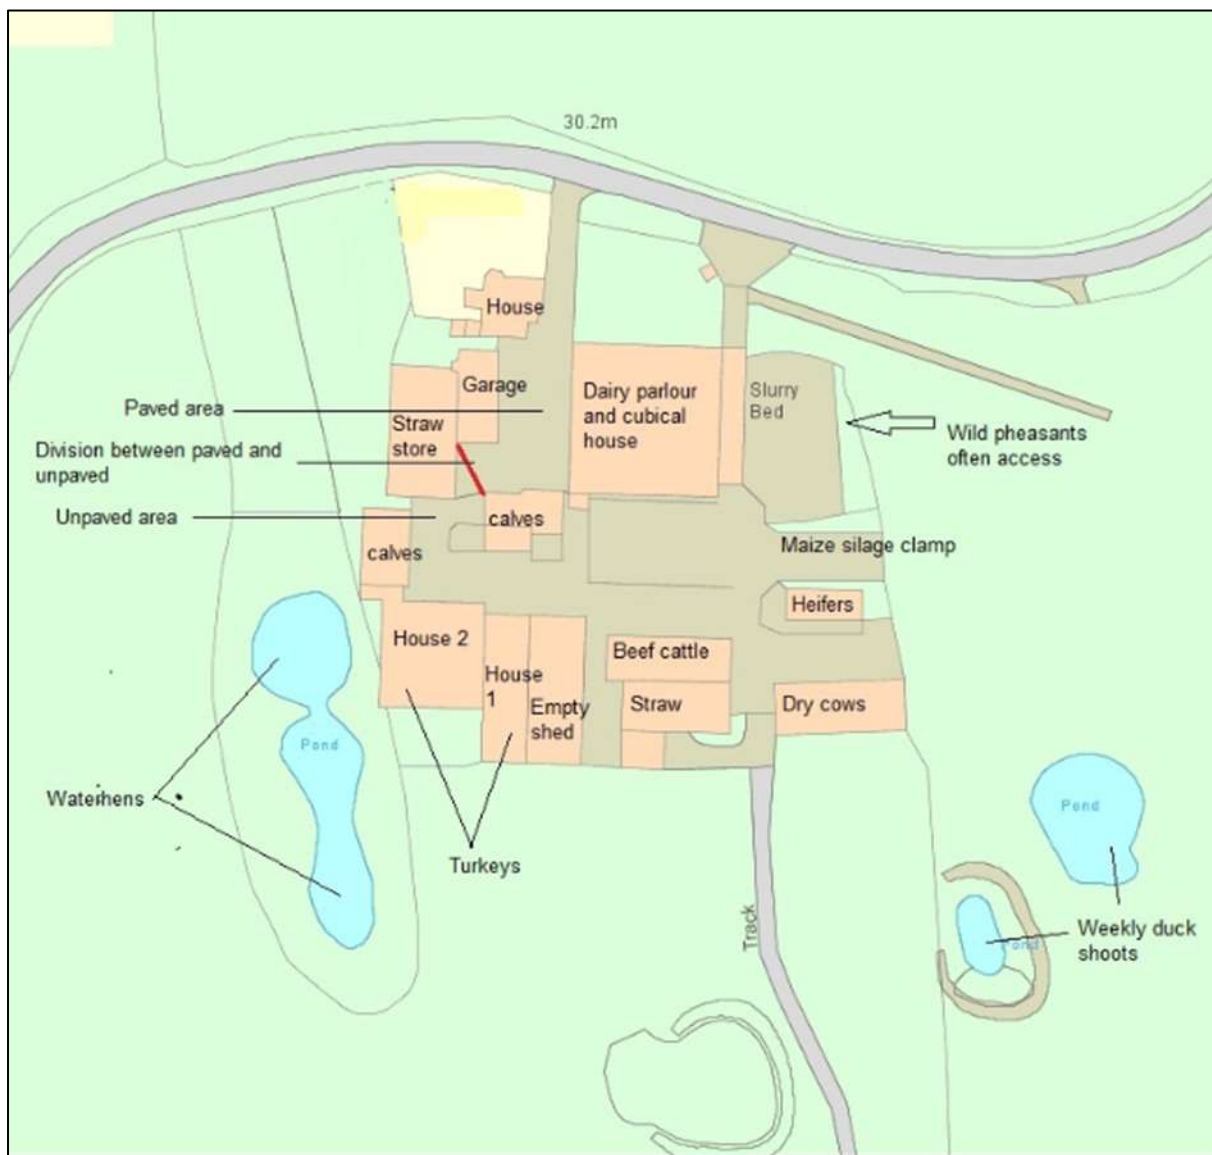 30.2m
House
Garage
Paved area
Straw
store
Dairy parlour
and cubical
house
Slurry
Bed
Wild pheasants
often access
Division between paved and
unpaved
Unpaved area
calves
calves
Maize silage clamp
Heifers
House 2
House
1
Empty
shed
Beef cattle
Straw
Dry cows
Pond
Waterhens
Turkeys
Track
Pond
Pond
Weekly duck
shoots